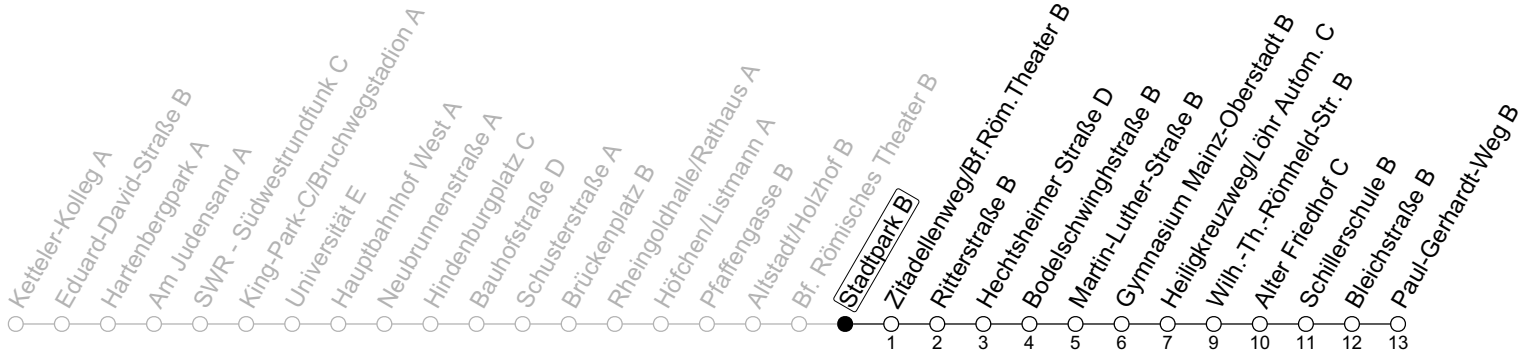 Ketteler-Kolleg A
Eduard-David-Straße B
Hartenbergpark A
Am Judensand A
SWR - Südwestrundfunk C
King-Park-C/Bruchwegstadion A
Universität E
Hauptbahnhof West A
Neubrunnenstraße A
Hindenburgplatz C
Bauhofstraße D
Schusterstraße A
Brückenplatz B
Rheingoldhalle/Rathaus A
Höfchen/Listmann A
Pfaffengasse B
Altstadt/Holzhof B
Bf. Römisches Theater B
Stadtpark B
Zitadellenweg/Bf.Röm.Theater B
Ritterstraße B
Hechtsheimer Straße D
Bodelschwinghstraße B
Martin-Luther-Straße B
Gymnasium Mainz-Oberstadt B
Heiligkreuzweg/Löhr Autom. C
Wilh.-Th.-Römheld-Str. B
Alter Friedhof C
Schillerschule B
Bleichstraße B
Paul-Gerhardt-Weg B
1 2 3 4 5 6 7 9 10 11 12 13